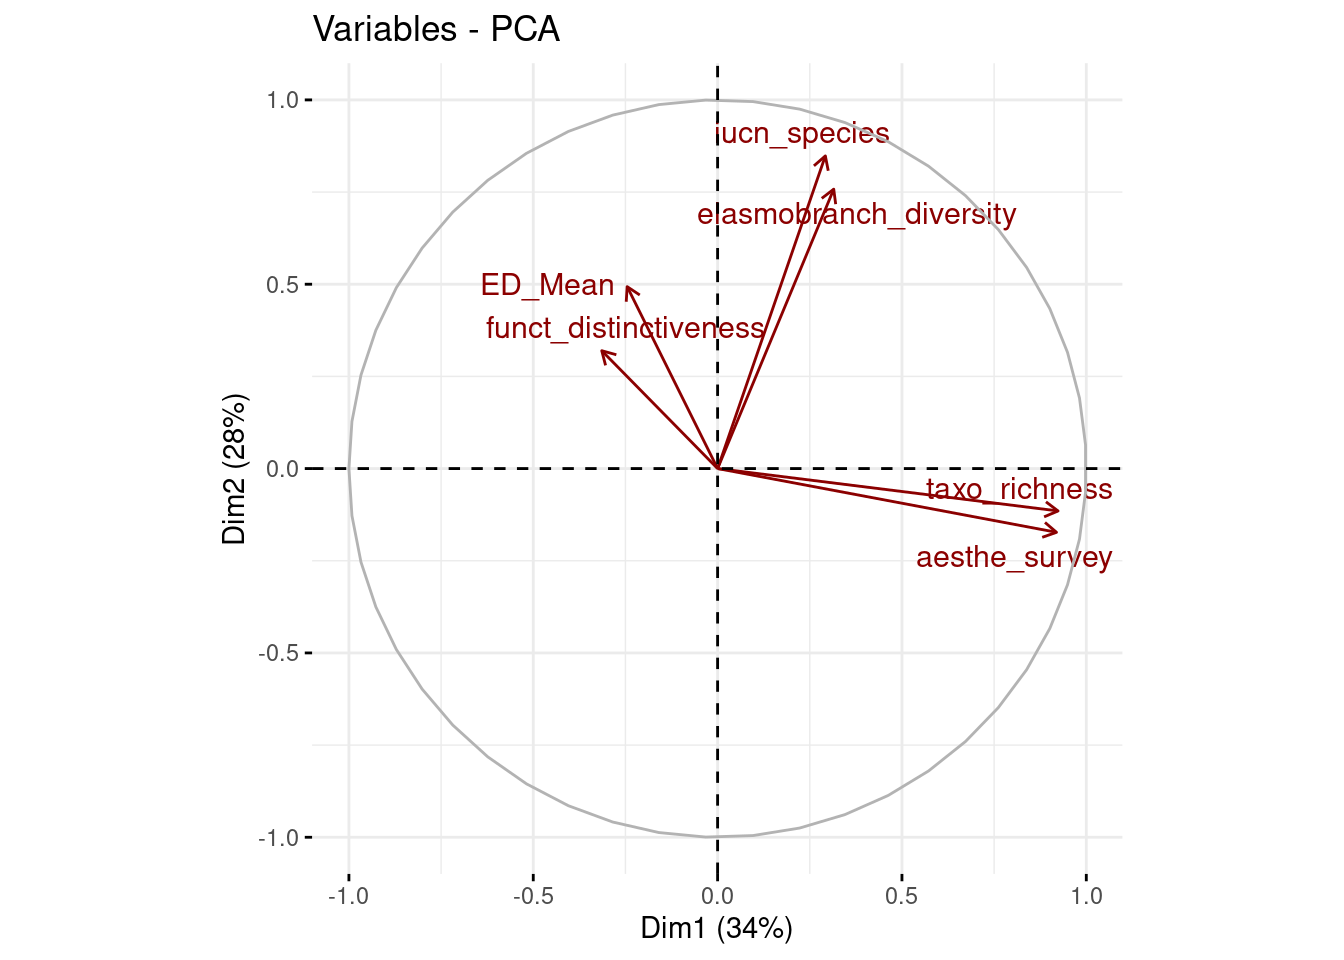 Variables - PCA
1.0
iucn_species
elasmobranch_diversity
0.5
ED_Mean
funct_distinctiveness
Dim2 (28%)
0.0
taxo_richness
aesthe_survey
-0.5
-1.0
-1.0
-0.5
0.0
0.5
1.0
Dim1 (34%)